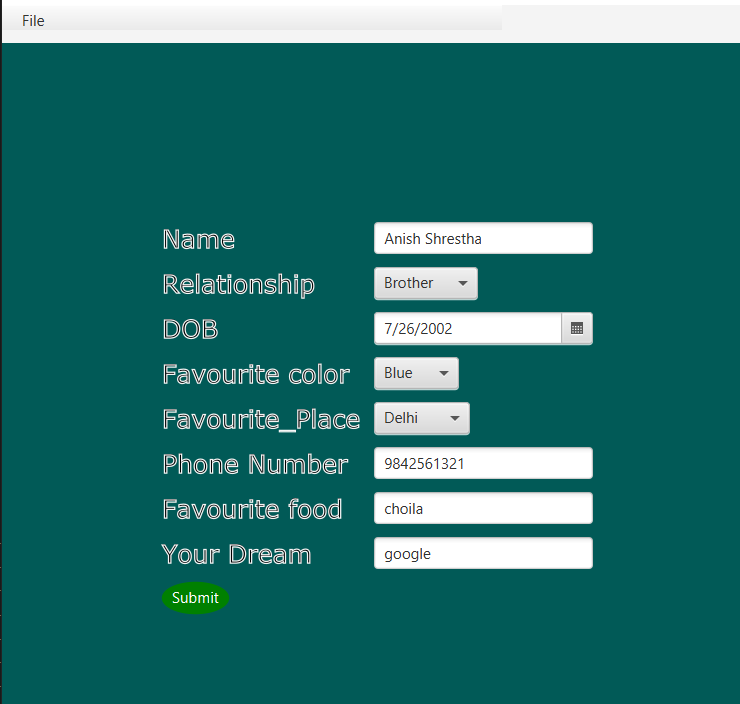 File
Name Anish Shrestha
Relationship Brother
DOB 7/26/2002
Favourite color Blue
Favourite_Place Delhi
Phone Number 9842561321
Favourite food choila
Your Dream google
Submit